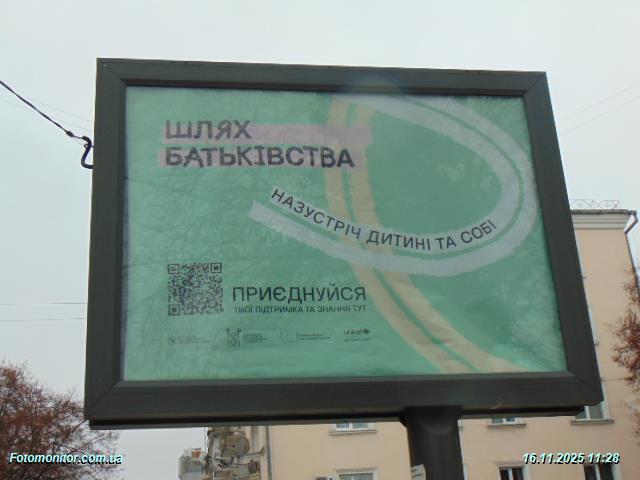 ШЛЯХ
БАТЬКІВСТВА
НАЗУСТРІЧ ДИТИНІ ТА СОБІ
ПРИЄДНУЙСЯ
ТВОЇ ПІДТРИМКА ТА ЗНАННЯ ТУТ
unicef
Fotomonitor.com.ua
16.11.2025 11:28